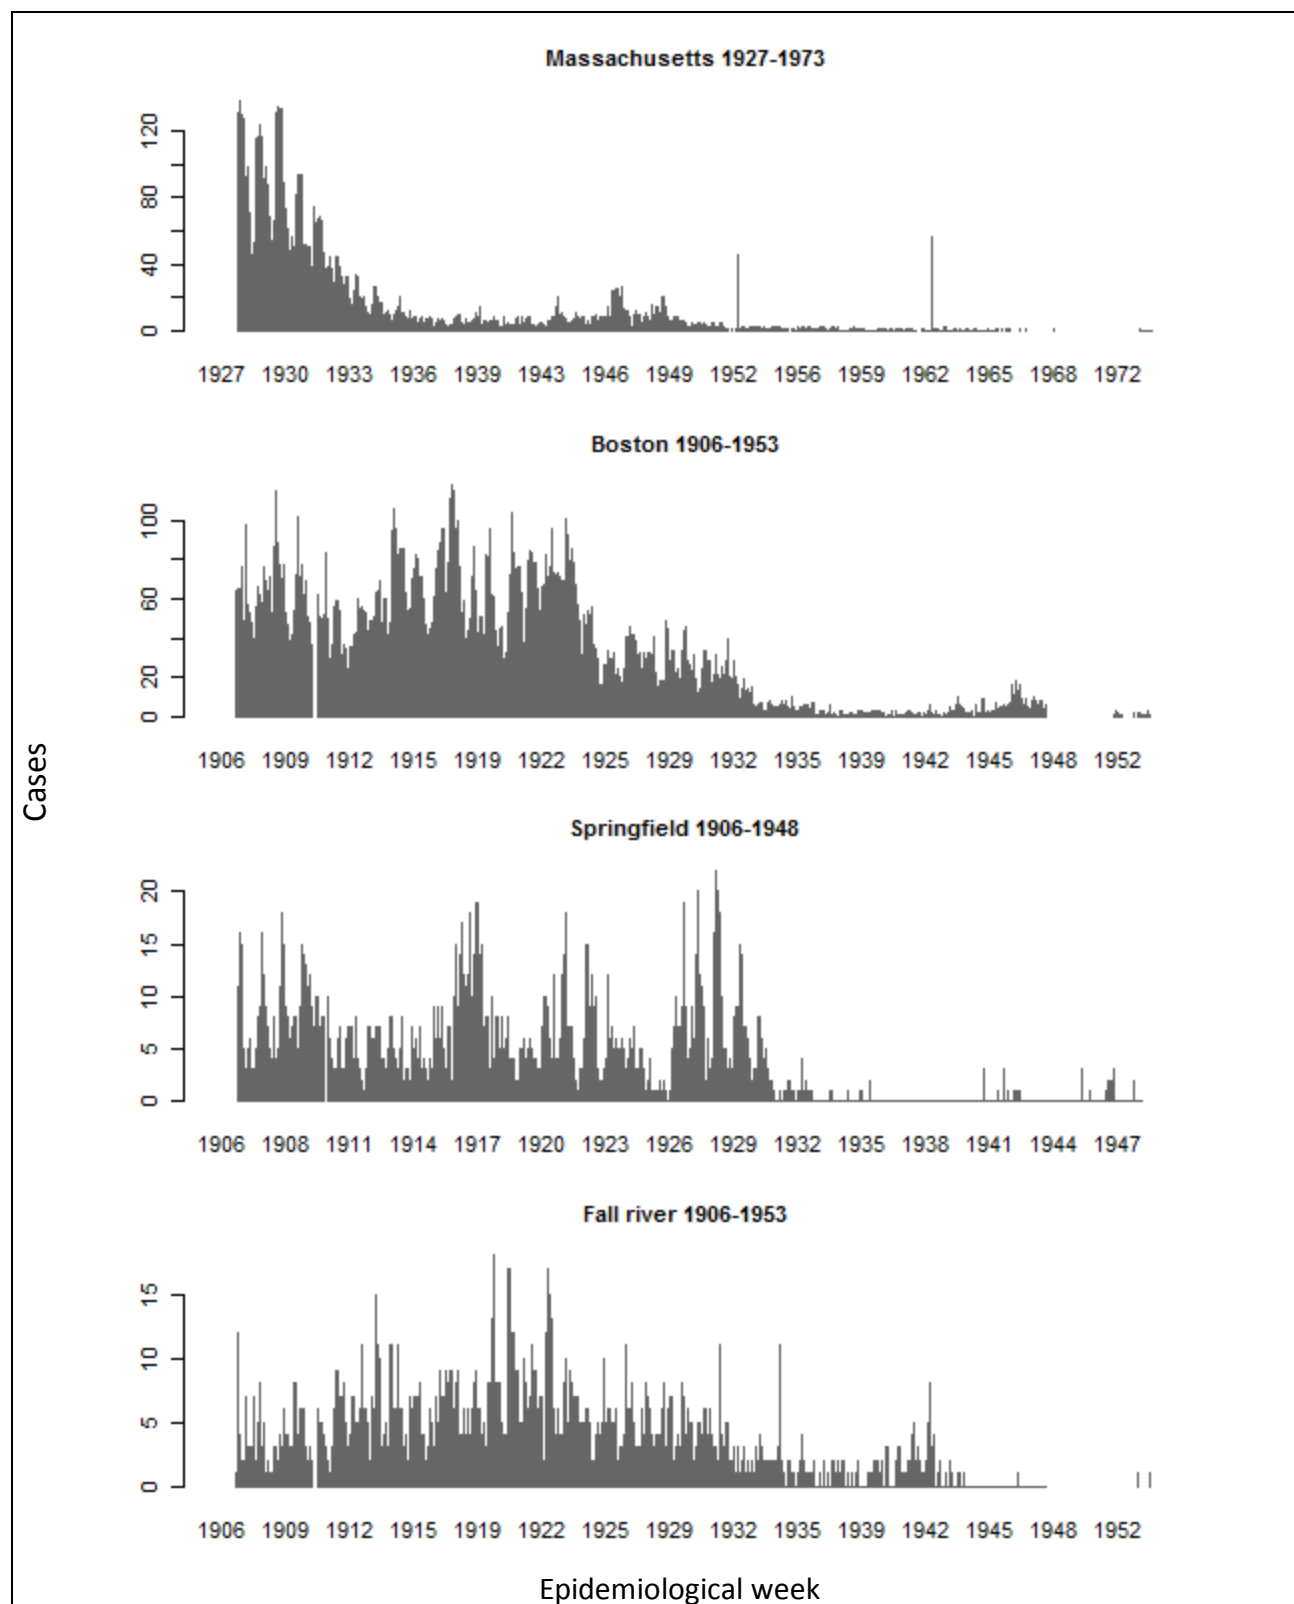 Massachusetts 1927-1973
120
80
40
0
1927 1930 1933 1936 1939 1943 1946 1949 1952 1956 1959 1962 1965 1968 1972
Boston 1906-1953
100
60
20
0
1906 1909 1912 1915 1919 1922 1925 1929 1932 1935 1939 1942 1945 1948 1952
Cases
Springfield 1906-1948
20
15
10
5
0
1906 1908 1911 1914 1917 1920 1923 1926 1929 1932 1935 1938 1941 1944 1947
Fall river 1906-1953
15
10
5
0
1906 1909 1912 1915 1919 1922 1925 1929 1932 1935 1939 1942 1945 1948 1952
Epidemiological week